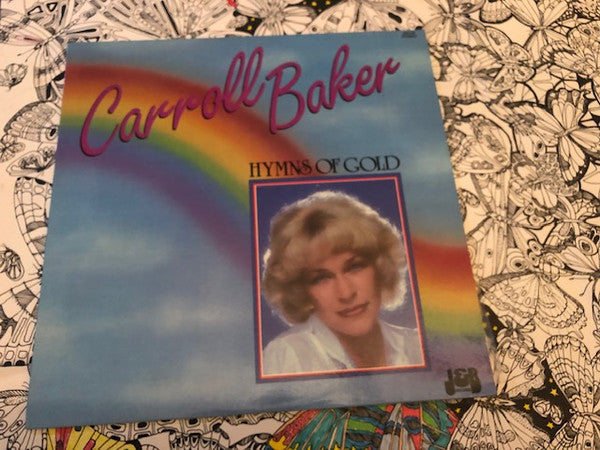 Carroll Baker
HYMNS OF GOLD
J&B